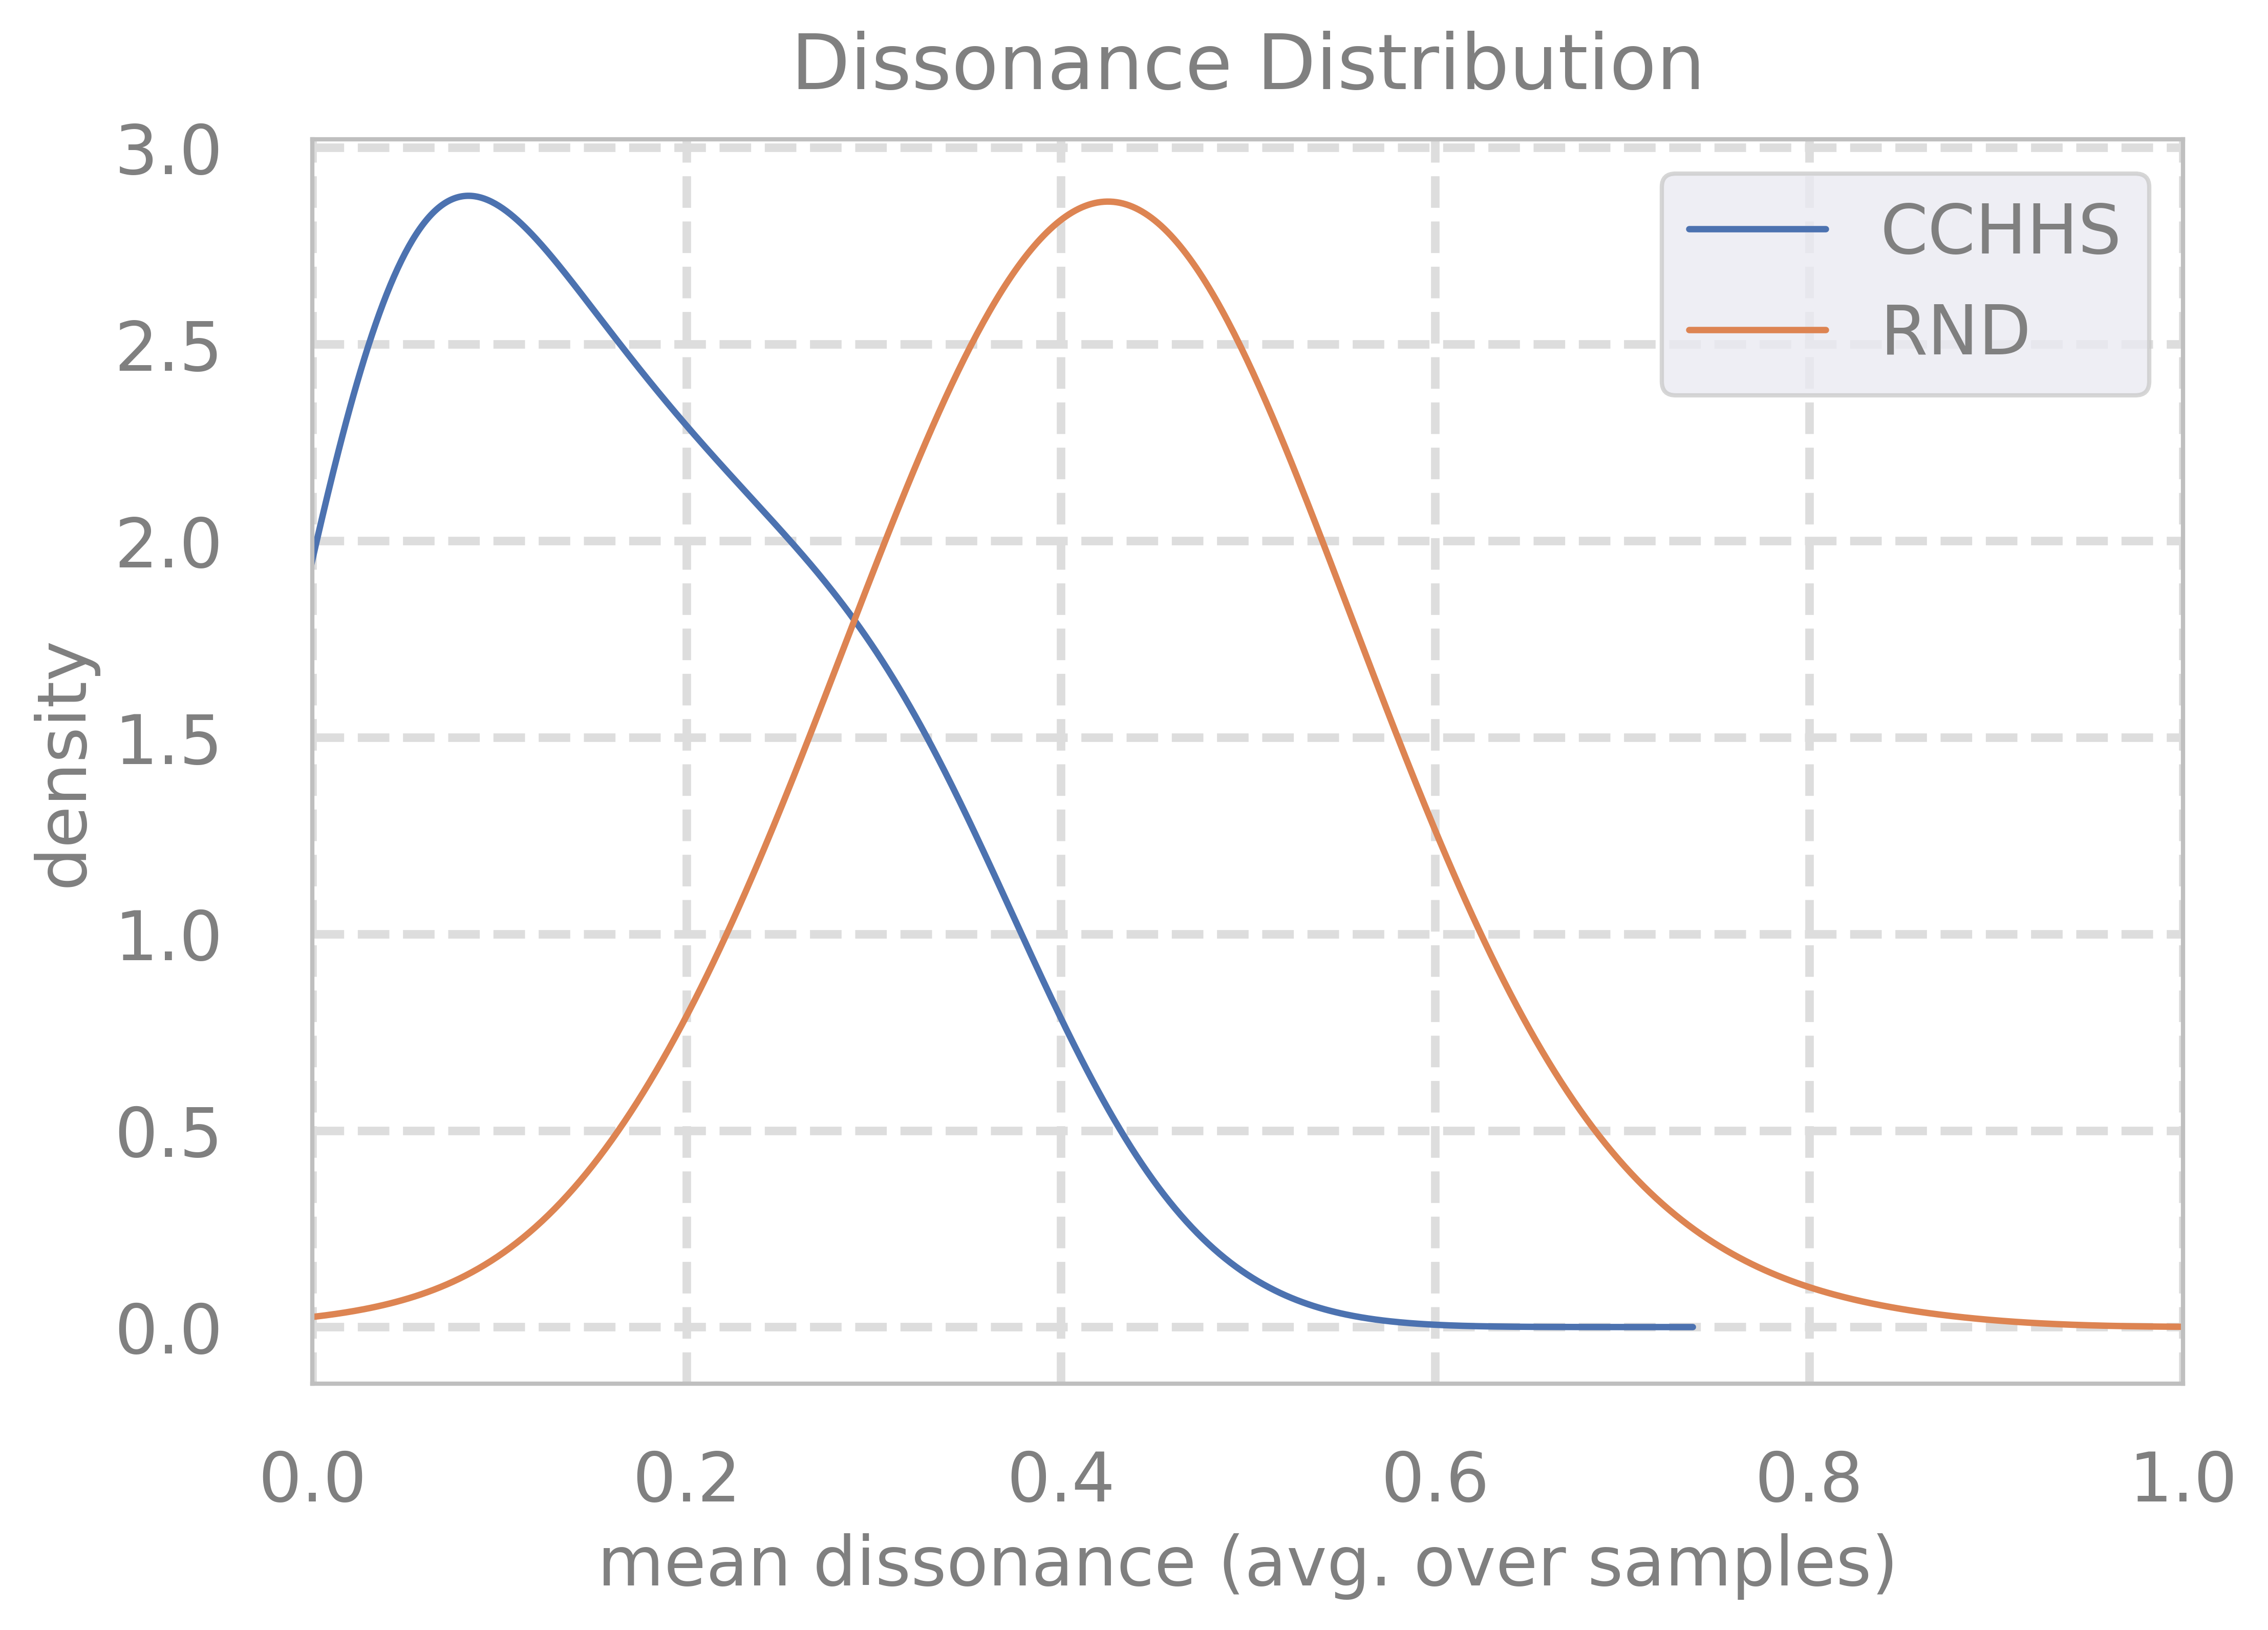 Dissonance Distribution
3.0
2.5
2.0
1.5
1.0
0.5
0.0
density
CCHHS
RND
0.0 0.2 0.4 0.6 0.8 1.0
mean dissonance (avg. over samples)